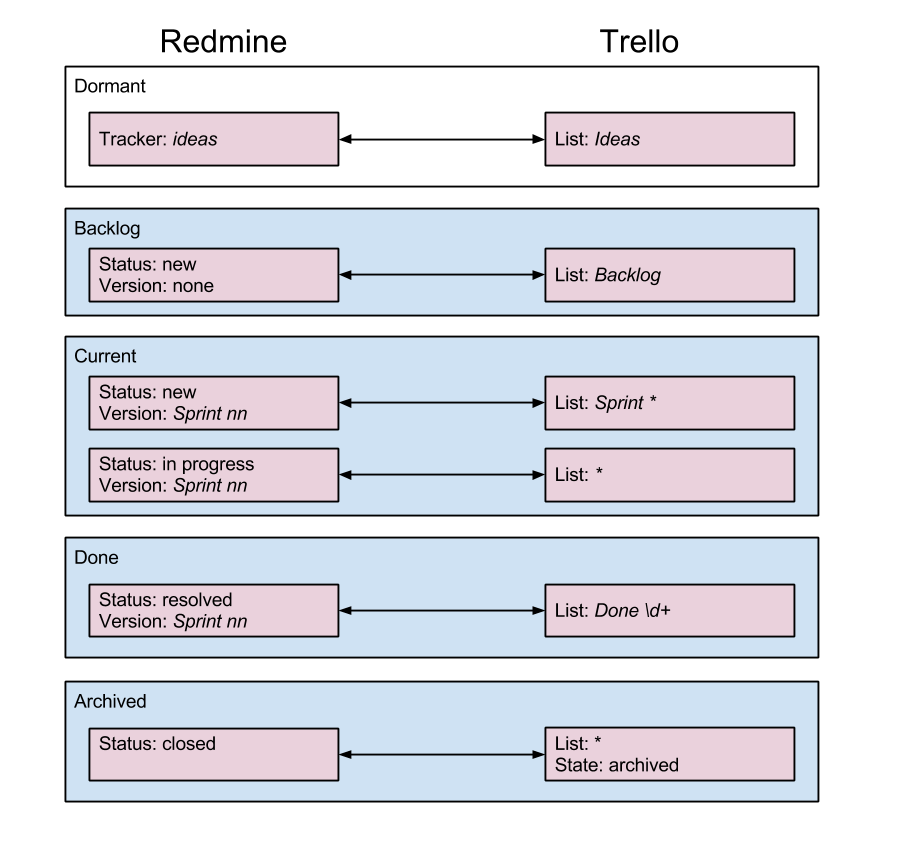 Redmine
Trello
Dormant
Tracker: ideas
List: Ideas
Backlog
Status: new
Version: none
List: Backlog
Current
Status: new
Version: Sprint nn
List: Sprint *
Status: in progress
Version: Sprint nn
List: *
Done
Status: resolved
Version: Sprint nn
List: Done \d+
Archived
Status: closed
List: *
State: archived